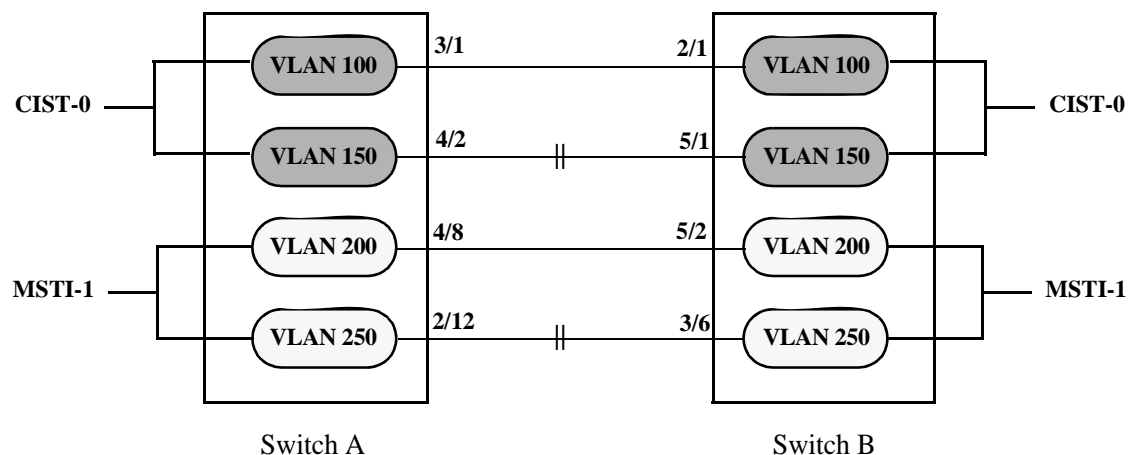 3/1
2/1
VLAN 100
VLAN 100
CIST-0
CIST-0
4/2
5/1
VLAN 150
VLAN 150
4/8
5/2
VLAN 200
VLAN 200
MSTI-1
MSTI-1
2/12
3/6
VLAN 250
VLAN 250
Switch A
Switch B